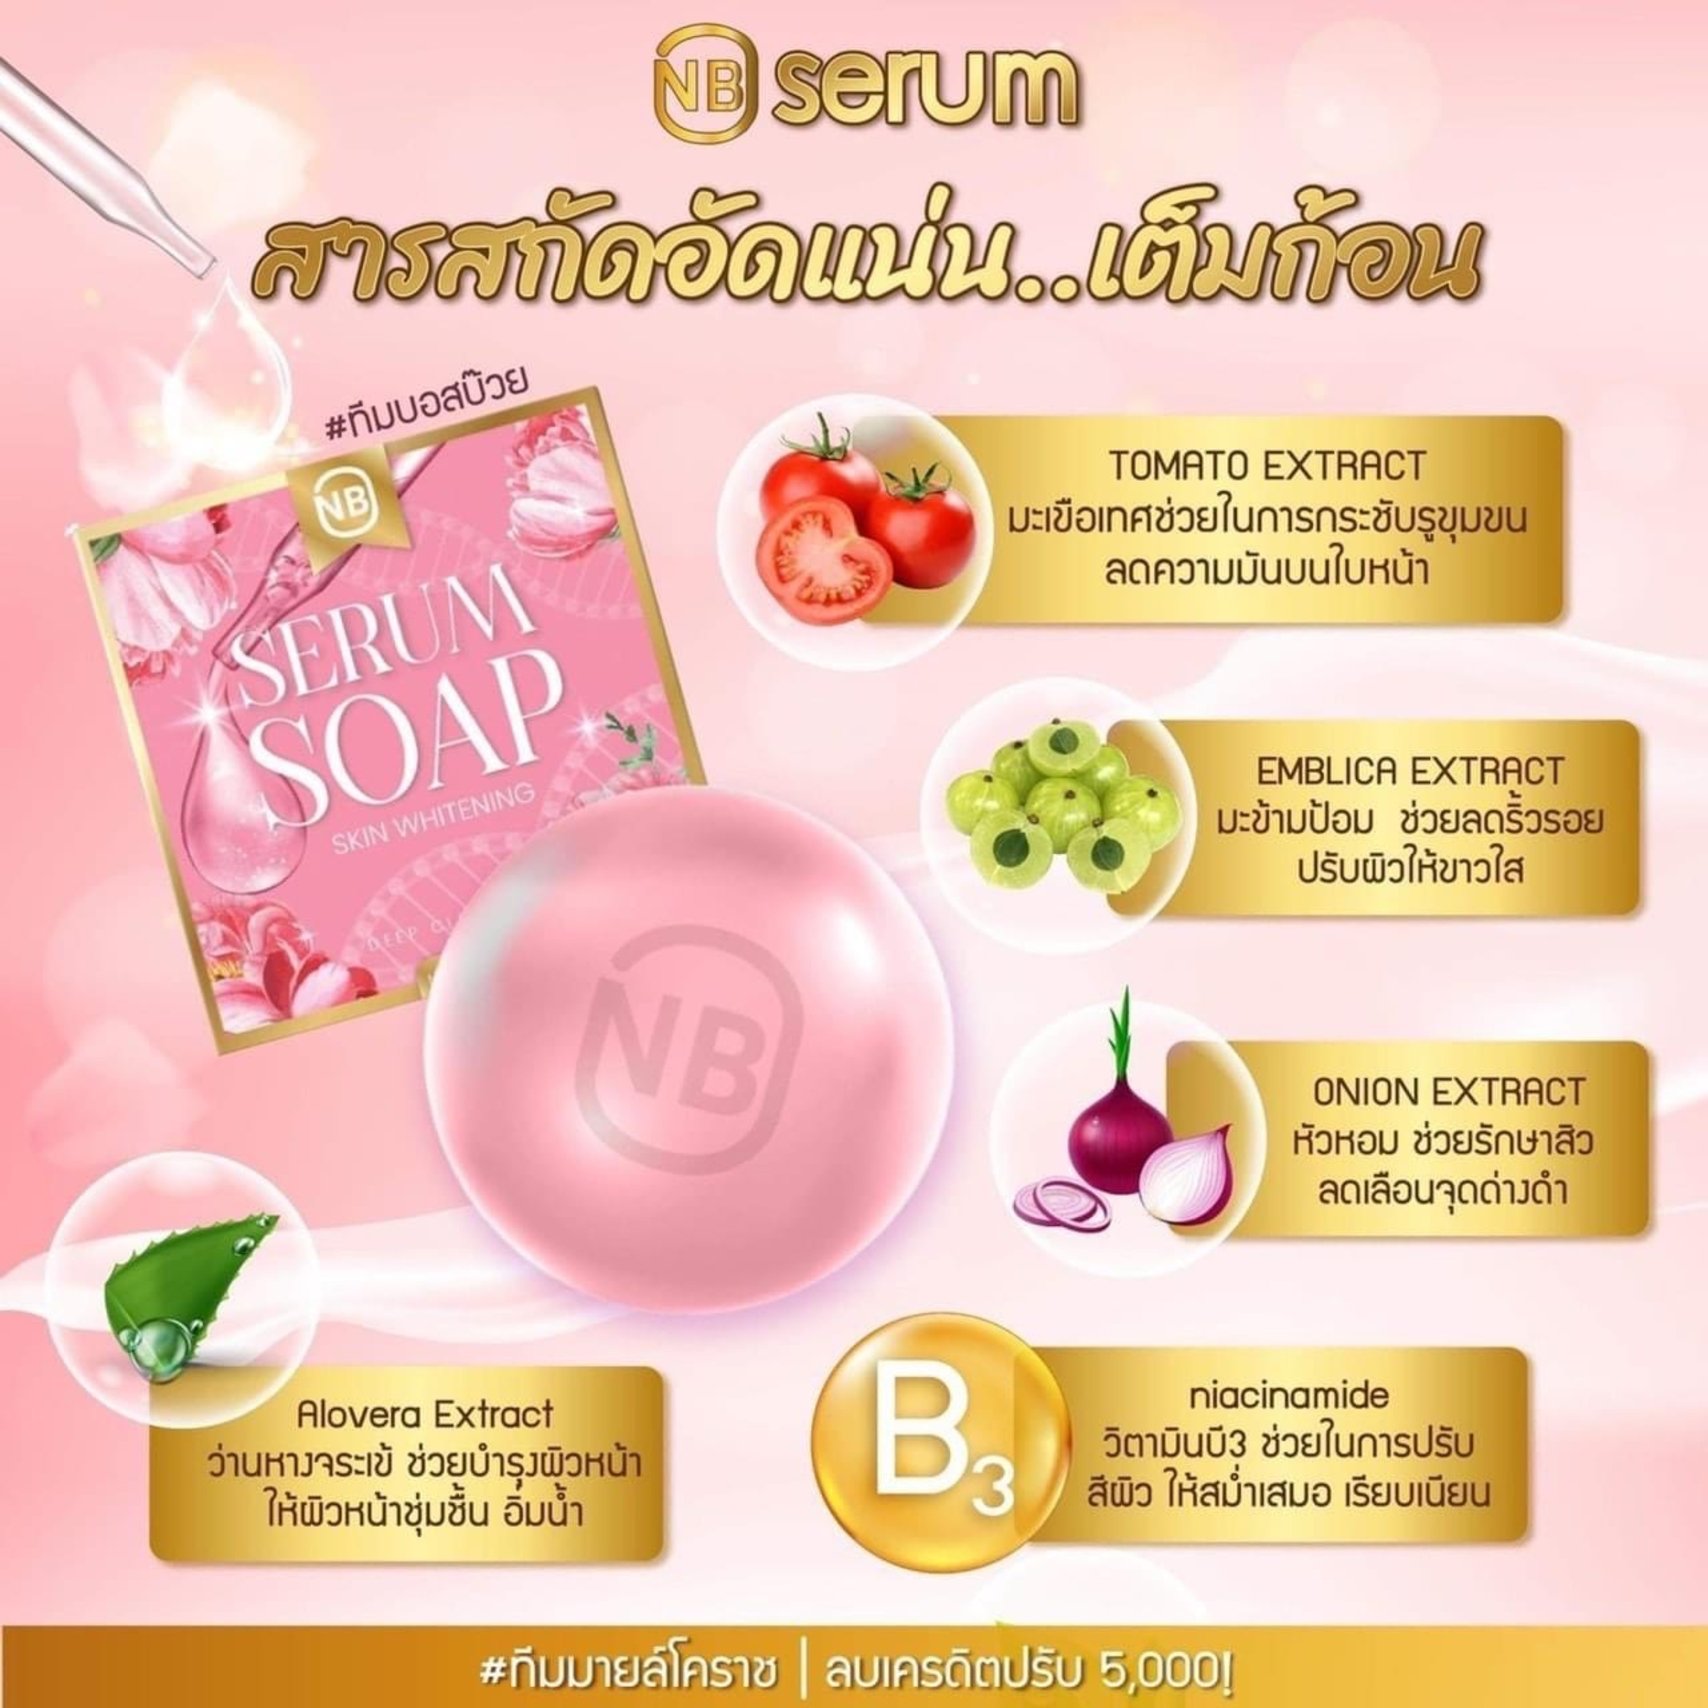 NB serum
สารสกัดอัดแน่น..เต็มก้อน
#ทีมบอสบ๊วย
NB
SERUM
SOAP
SKIN WHITENING
DEEP
NB
TOMATO EXTRACT
มะเขือเทศช่วยในการกระชับรูขุมขน
ลดความมันบนใบหน้า
EMBLICA EXTRACT
มะขามป้อม ช่วยลดริ้วรอย
ปรับผิวให้ขาวใส
ONION EXTRACT
หัวหอม ช่วยรักษาสิว
ลดเลือนจุดด่างดำ
Alovera Extract
ว่านหางจระเข้ ช่วยบำรุงผิวหน้า
ให้ผิวหน้าชุ่มชื้น อิ่มน้ำ
B3
niacinamide
วิตามินบี3 ช่วยในการปรับ
สีผิว ให้สม่ำเสมอ เรียบเนียน
#ทีมมายล์โคราช | ลบเครดิตปรับ 5,000!